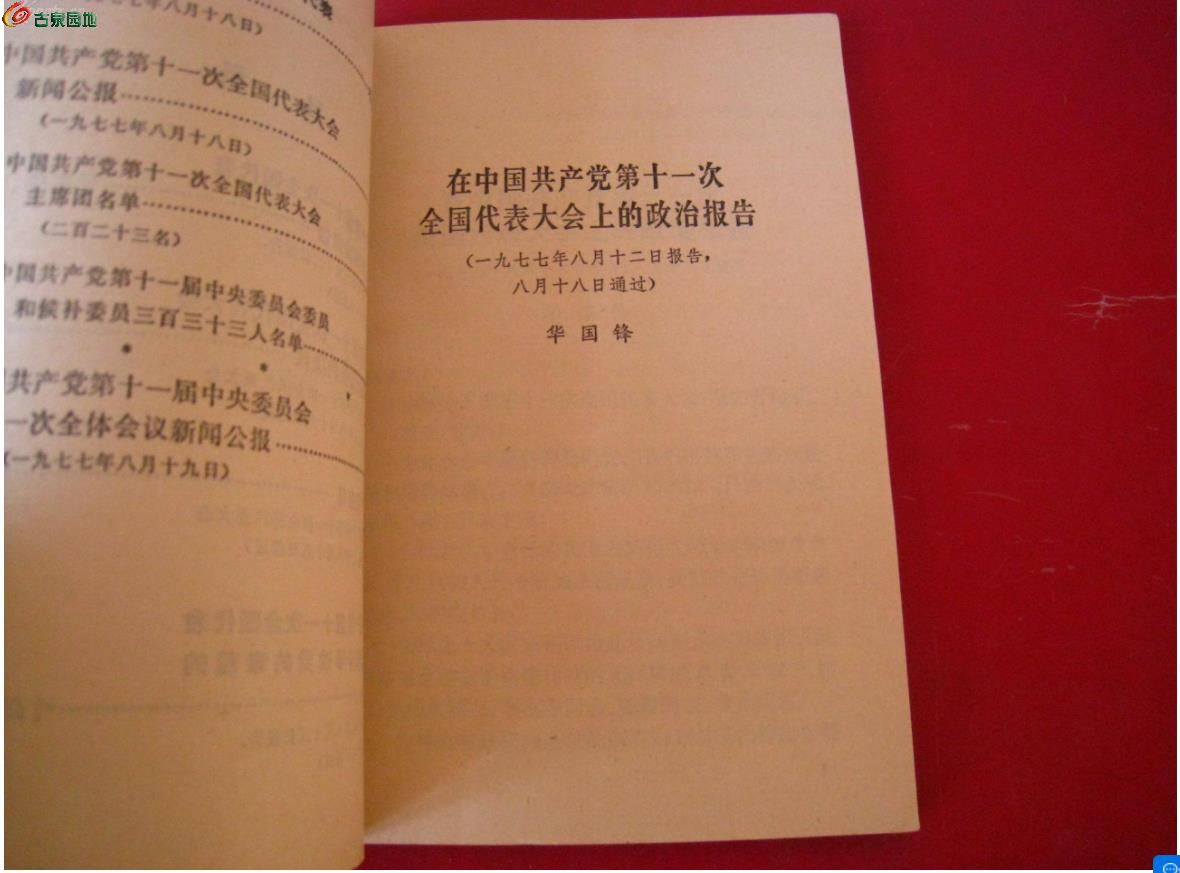 古泉园地
七七年八月十八日)
中国共产党第十一次全国代表大会
新闻公报
(一九七七年八月十八日)
中国共产党第十一次全国代表大会
主席团名单
(二百二十三名)
中国共产党第十一届中央委员会委员
和候补委员三百三十三人名单
* *
共产党第十一届中央委员会
一次全体会议新闻公报
(一九七七年八月十九日)
在中国共产党第十一次
全国代表大会上的政治报告
(一九七七年八月十二日报告,
八月十八日通过)
华国锋